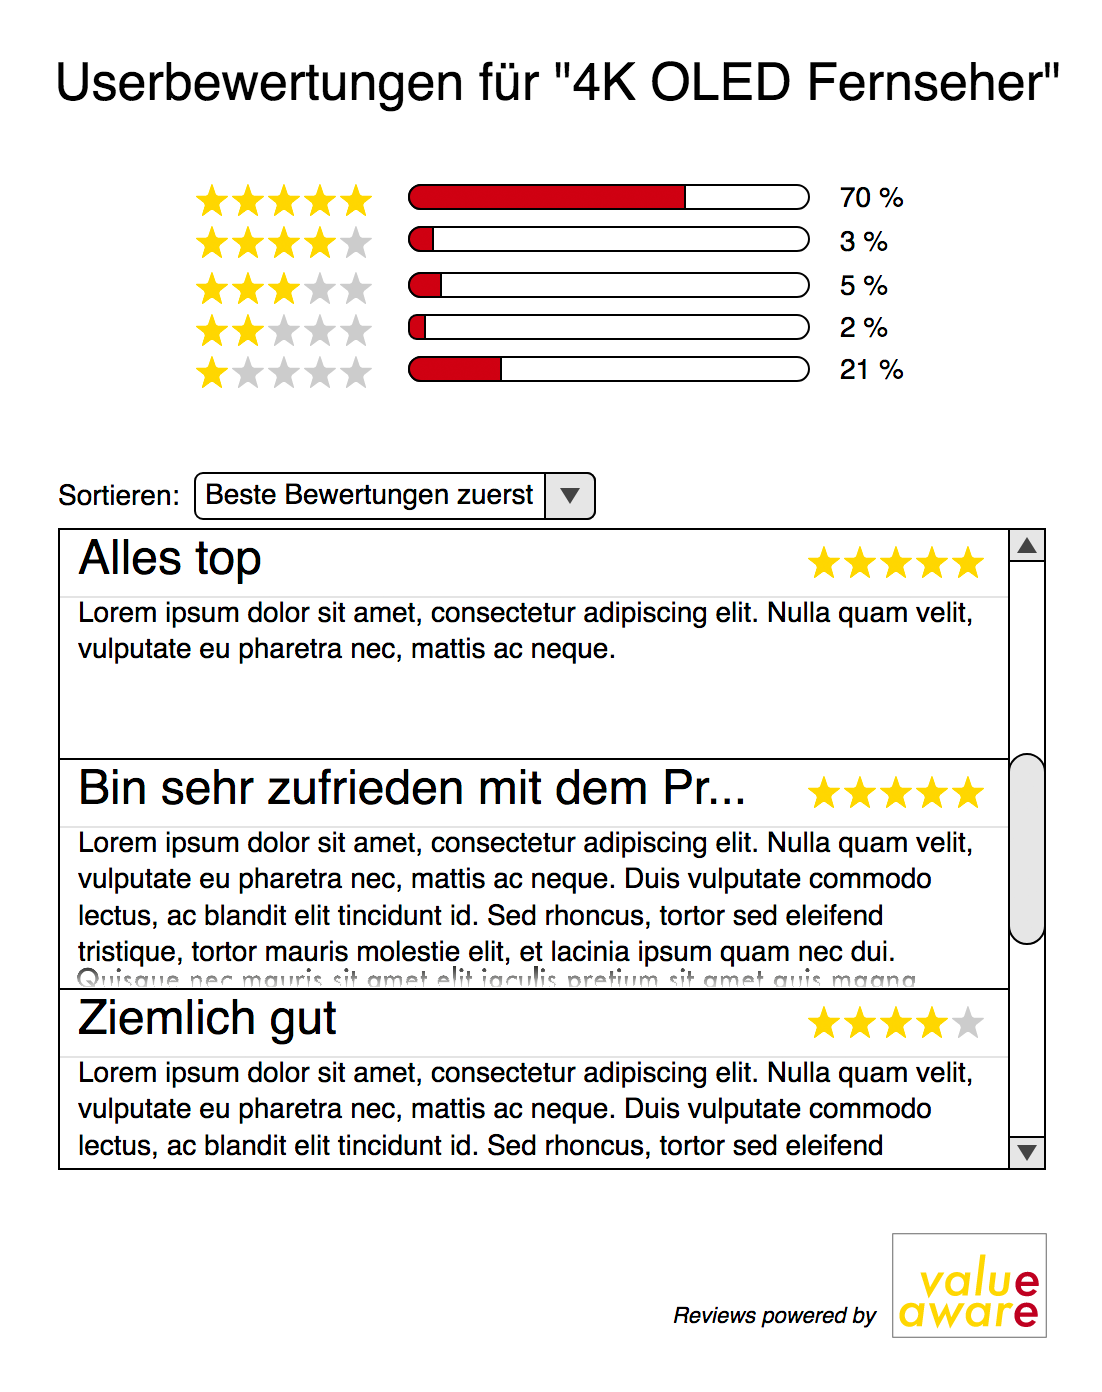 Userbewertungen für "4K OLED Fernseher"
70 %
3 %
5 %
2 %
21 %
Sortieren: Beste Bewertungen zuerst
Alles top
Lorem ipsum dolor sit amet, consectetur adipiscing elit. Nulla quam velit,
vulputate eu pharetra nec, mattis ac neque.
Bin sehr zufrieden mit dem Pr...
Lorem ipsum dolor sit amet, consectetur adipiscing elit. Nulla quam velit,
vulputate eu pharetra nec, mattis ac neque. Duis vulputate commodo
lectus, ac blandit elit tincidunt id. Sed rhoncus, tortor sed eleifend
tristique, tortor mauris molestie elit, et lacinia ipsum quam nec dui.
Quisque nec mauris sit amet elit iaculis pretium sit amet quis magna
Ziemlich gut
Lorem ipsum dolor sit amet, consectetur adipiscing elit. Nulla quam velit,
vulputate eu pharetra nec, mattis ac neque. Duis vulputate commodo
lectus, ac blandit elit tincidunt id. Sed rhoncus, tortor sed eleifend
Reviews powered by
value
aware